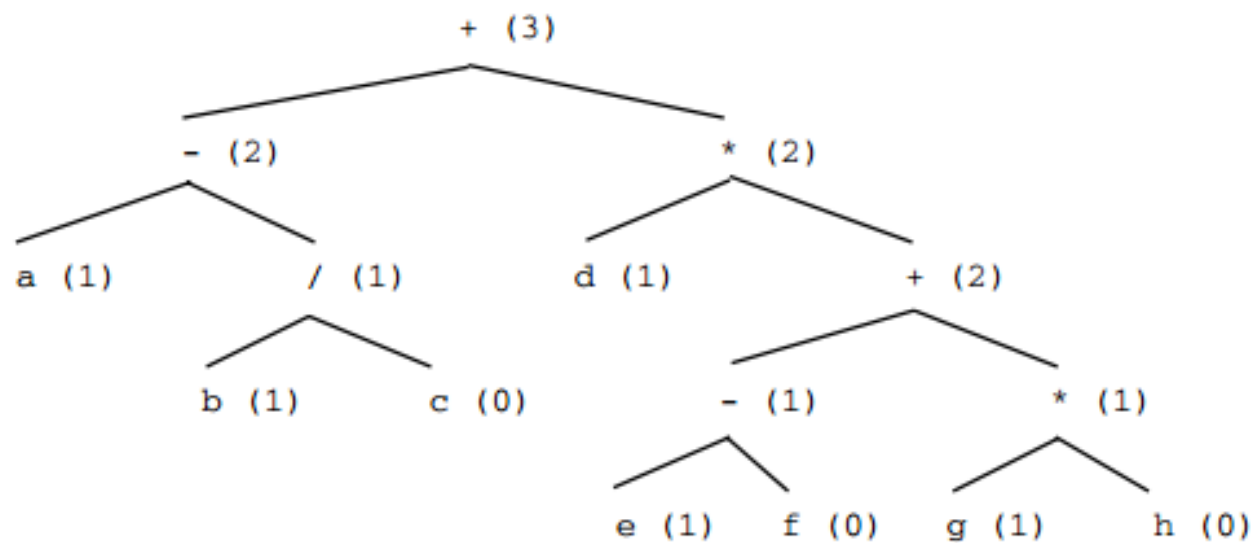 + (3)
- (2) * (2)
a (1) / (1) d (1) + (2)
b (1) c (0) - (1) * (1)
e (1) f (0) g (1) h (0)